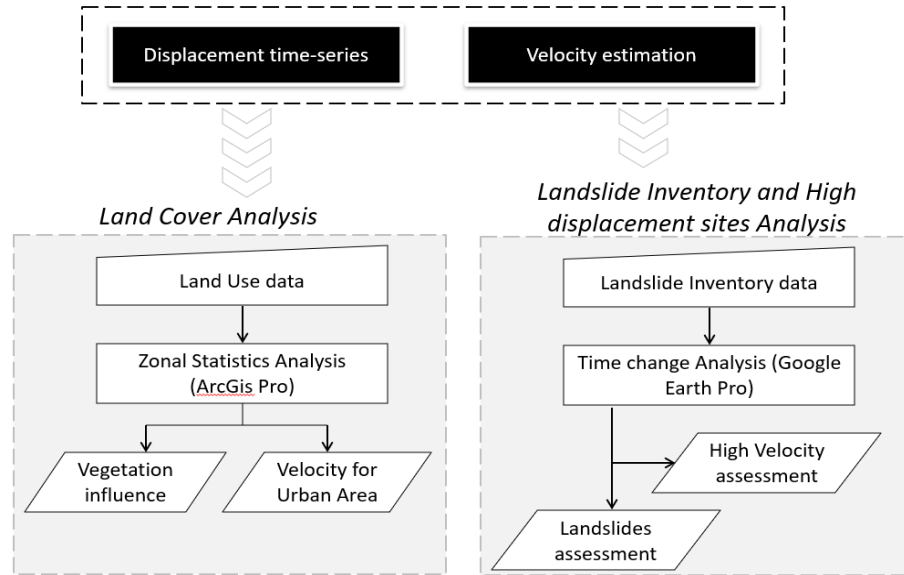 Displacement time-series
Velocity estimation
Land Cover Analysis
Land Use data
Zonal Statistics Analysis
(ArcGis Pro)
Vegetation
influence
Velocity for
Urban Area
Landslide Inventory and High
displacement sites Analysis
Landslide Inventory data
Time change Analysis (Google
Earth Pro)
High Velocity
assessment
Landslides
assessment